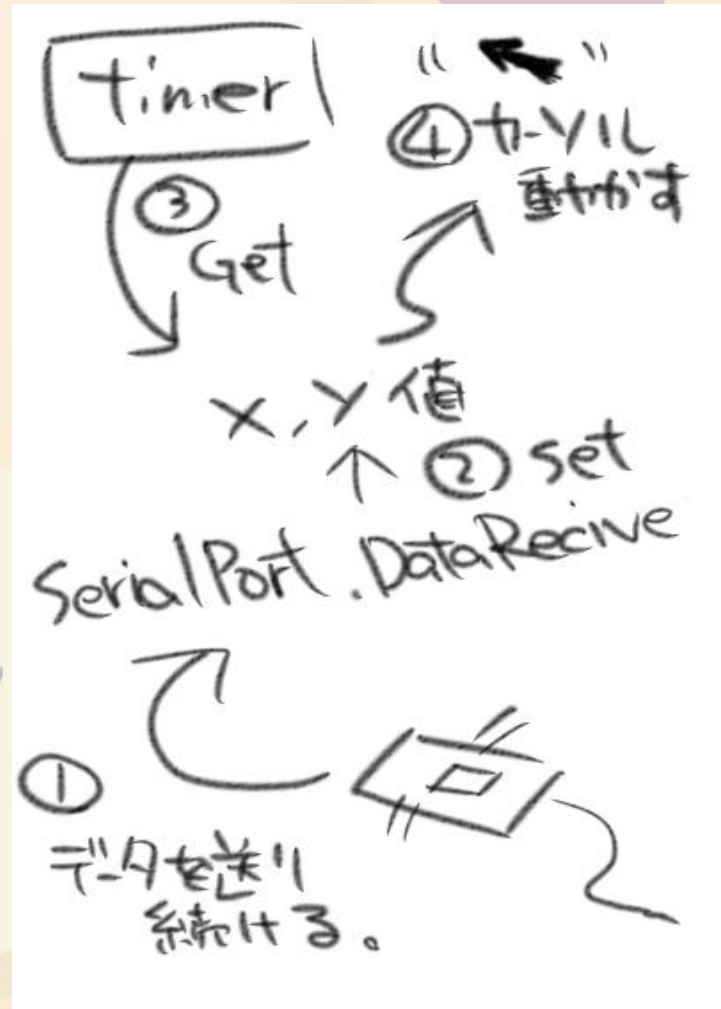 timer
④カーソル
動かす
③
Get
X,Y値
②set
SerialPort.DataRecive
①
データを送り
続ける。